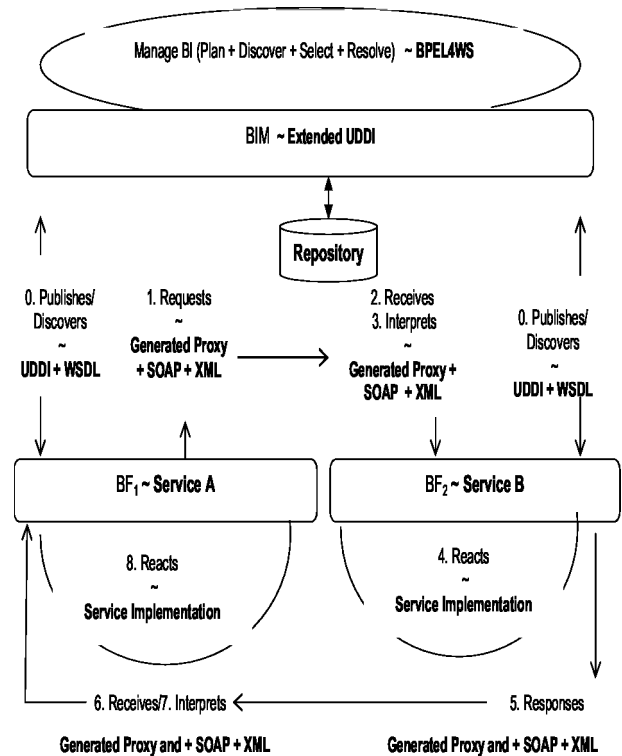 Manage BI (Plan + Discover + Select + Resolve) ~ BPEL4WS
BIM ~ Extended UDDI
Repository
0. Publishes/
Discovers
~
UDDI + WSDL
1. Requests
~
Generated Proxy
+ SOAP + XML
2. Receives
3. Interprets
~
Generated Proxy +
SOAP + XML
0. Publishes/
Discovers
~
UDDI + WSDL
BF1 ~ Service A
BF2 ~ Service B
8. Reacts
~
Service Implementation
4. Reacts
~
Service Implementation
6. Receives/7. Interprets
5. Responses
Generated Proxy and + SOAP + XML
Generated Proxy and + SOAP + XML